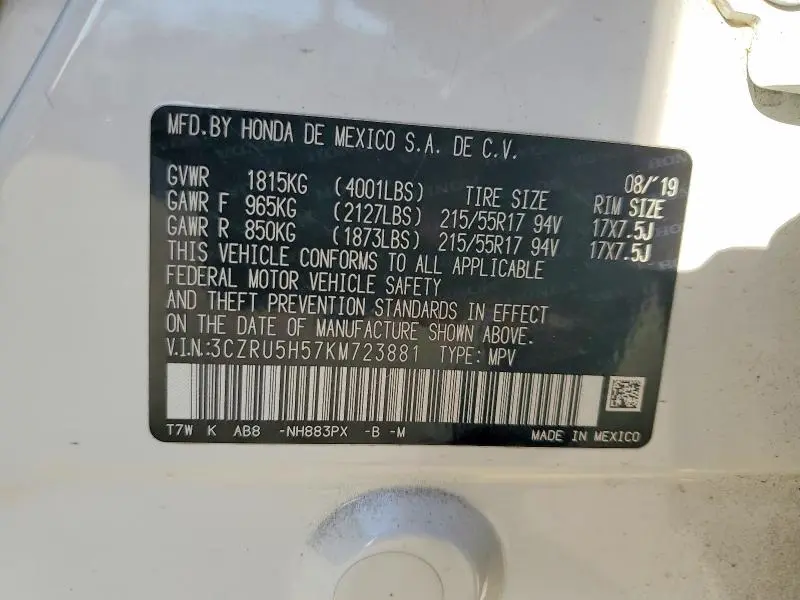 MFD.BY HONDA DE MEXICO S.A. DE C.V.
08/'19
GVWR 1815KG (4001LBS) TIRE SIZE RIM SIZE
GAWR F 965KG (2127LBS) 215/55R17 94V 17X7.5J
GAWR R 850KG (1873LBS) 215/55R17 94V 17X7.5J
THIS VEHICLE CONFORMS TO ALL APPLICABLE
FEDERAL MOTOR VEHICLE SAFETY
AND THEFT PREVENTION STANDARDS IN EFFECT
ON THE DATE OF MANUFACTURE SHOWN ABOVE.
V.I.N.:3CZRU5H57KM723881 TYPE: MPV
T7W K AB8 -NH883PX -B -M
MADE IN MEXICO